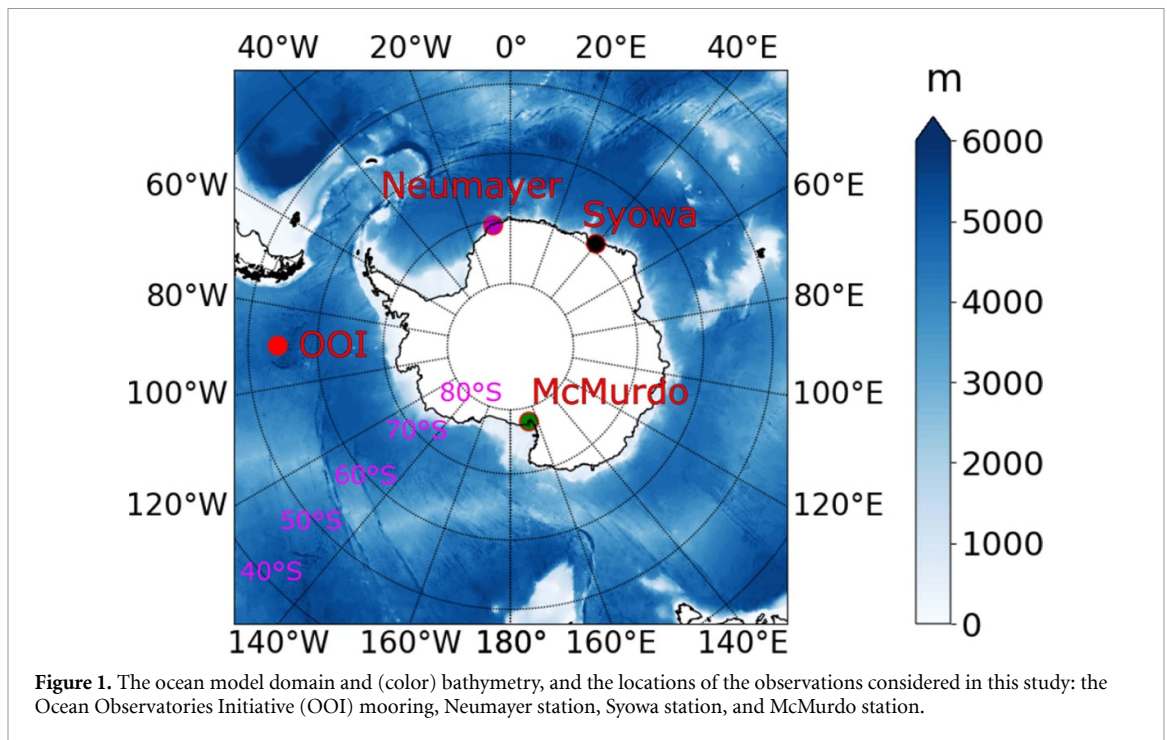 40°W 20°W 0° 20°E 40°E
m
6000
60°W Neumayer 60°E
Syowa
5000
80°W 80°E
4000
OOI
100°W 80°S McMurdo 100°E
3000
70°S
60°S
2000
120°W 120°E
50°S
1000
40°S
0
140°W 160°W 180° 160°E 140°E
Figure 1. The ocean model domain and (color) bathymetry, and the locations of the observations considered in this study: the
Ocean Observatories Initiative (OOI) mooring, Neumayer station, Syowa station, and McMurdo station.